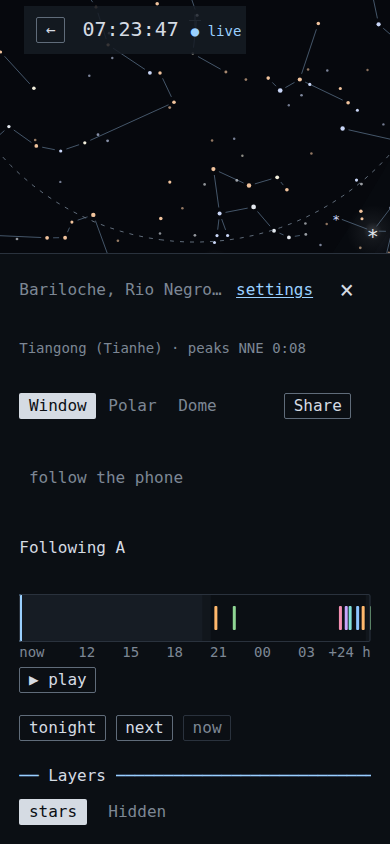 ← 07:23:47 ● live
Bariloche, Rio Negro… settings ×
Tiangong (Tianhe) · peaks NNE 0:08
Window Polar Dome Share
follow the phone
Following A
now 12 15 18 21 00 03 +24 h
▶ play
tonight next now
Layers
stars Hidden